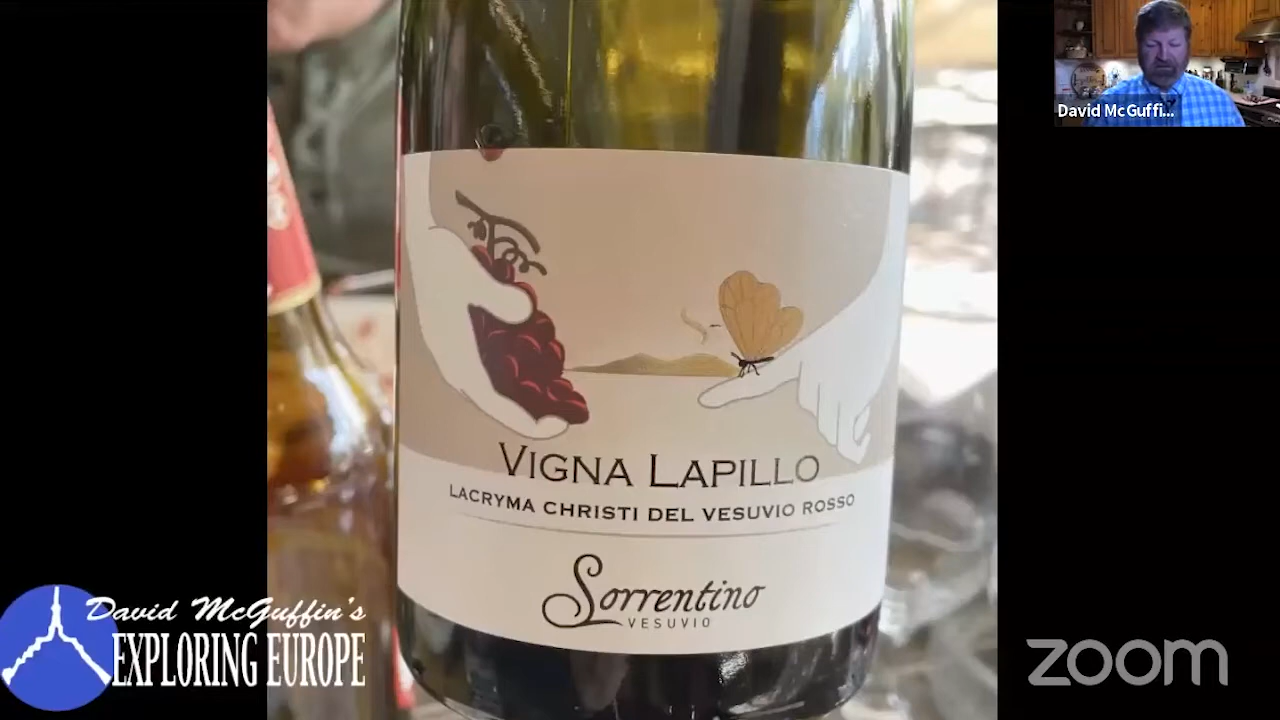 David McGuffi...
VIGNA LAPILLO
LACRYMA CHRISTI DEL VESUVIO ROSSO
Sorrentino
VESUVIO
David McGuffin's
EXPLORING EUROPE
zoom